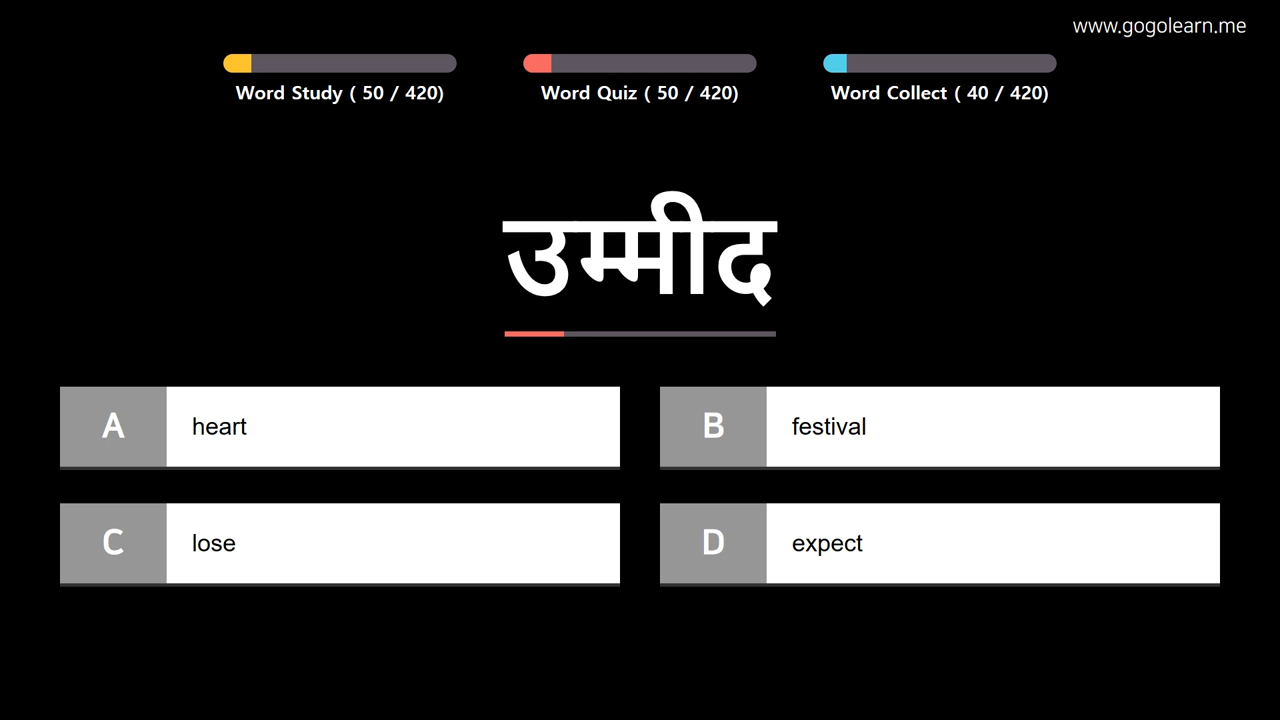 www.gogolearn.me
Word Study ( 50 / 420)
Word Quiz ( 50 / 420)
Word Collect ( 40 / 420)
उम्मीद
A heart
B festival
C lose
D expect